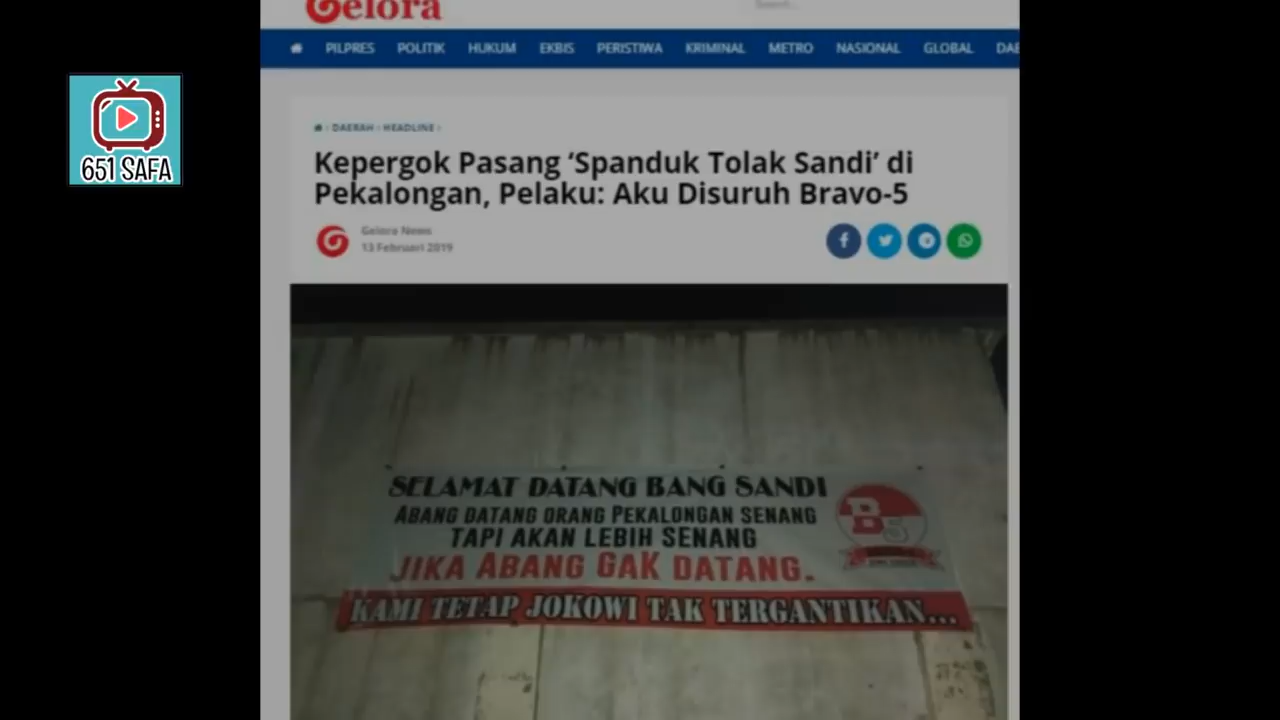 Gelora
Search...
PILPRES POLITIK HUKUM EKBIS PERISTIWA KRIMINAL METRO NASIONAL GLOBAL
651 SAFA
DAERAH › HEADLINE ›
Kepergok Pasang ‘Spanduk Tolak Sandi’ di
Pekalongan, Pelaku: Aku Disuruh Bravo-5
Gelora News
13 Februari 2019
SELAMAT DATANG BANG SANDI
ABANG DATANG ORANG PEKALONGAN SENANG
TAPI AKAN LEBIH SENANG
JIKA ABANG GAK DATANG.
B5
KAMI TETAP JOKOWI TAK TERGANTIKAN...